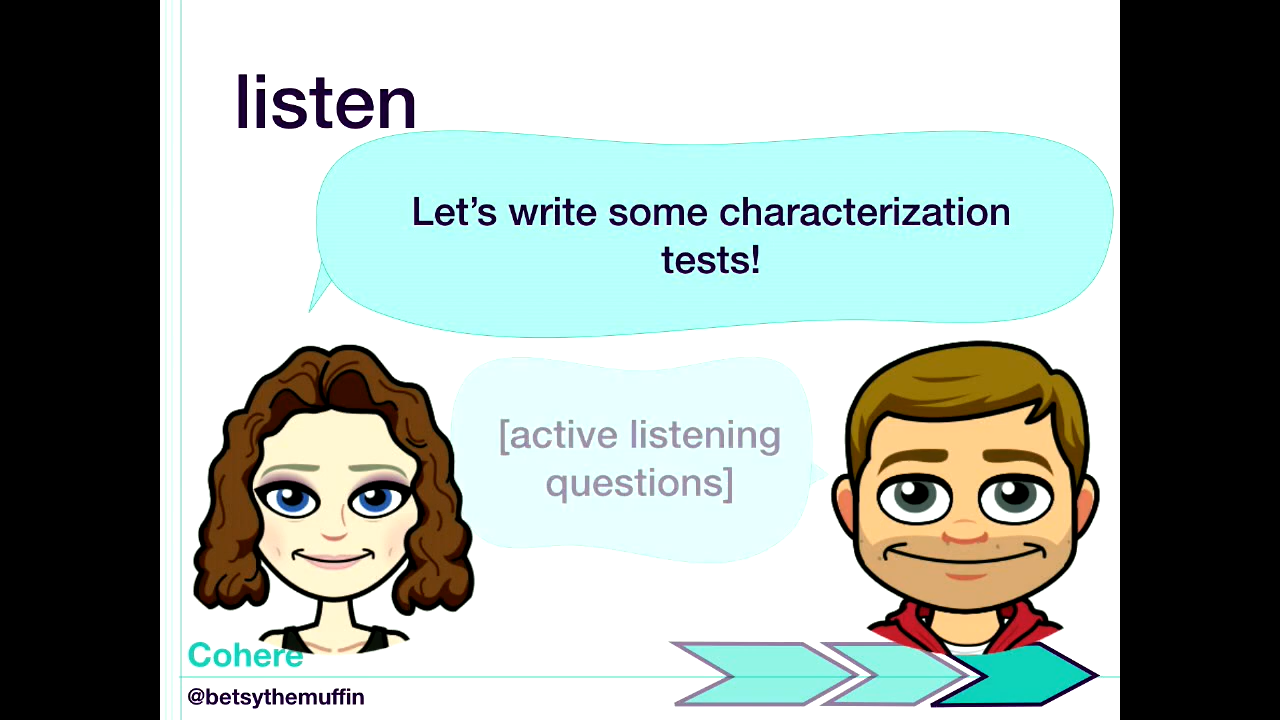 listen
Let’s write some characterization
tests!
[active listening
questions]
Cohere
@betsythemuffin